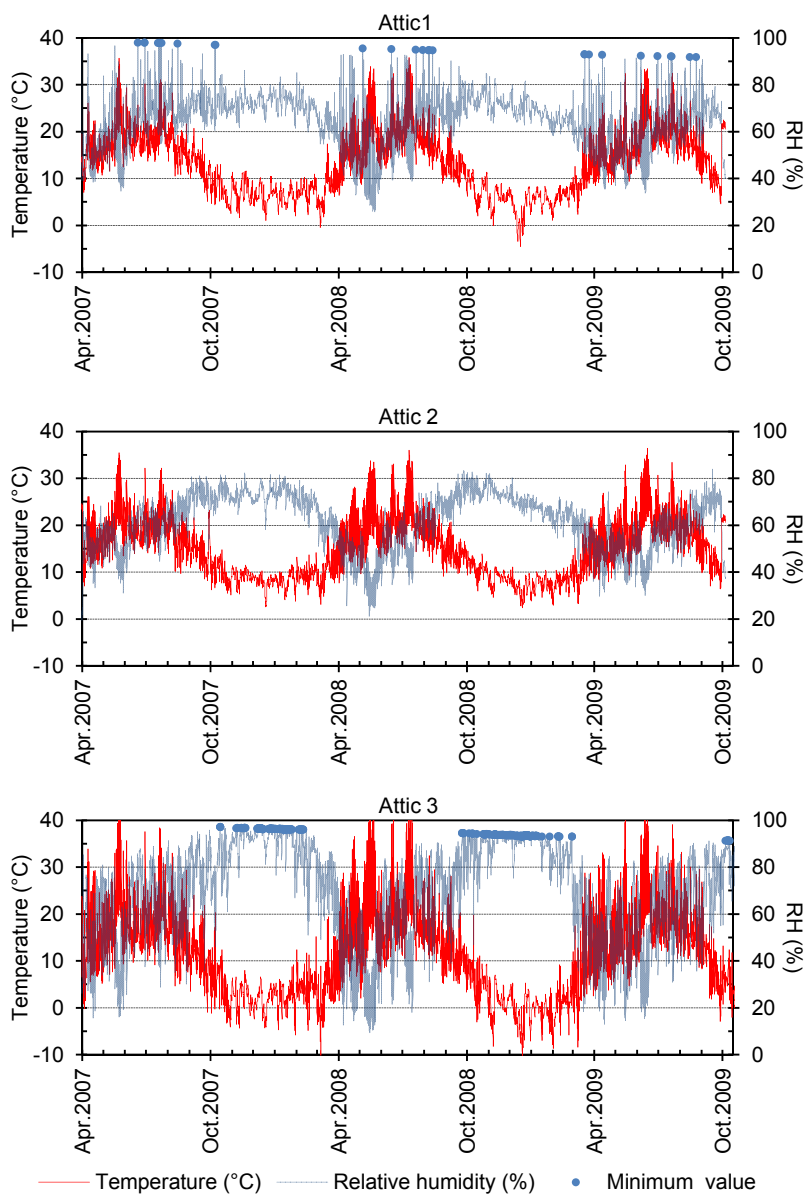 Attic1
40
30
20
10
0
-10
Temperature (°C)
100
80
60
40
20
0
RH (%)
Apr.2007
Oct.2007
Apr.2008
Oct.2008
Apr.2009
Oct.2009
Attic 2
40
30
20
10
0
-10
Temperature (°C)
100
80
60
40
20
0
RH (%)
Apr.2007
Oct.2007
Apr.2008
Oct.2008
Apr.2009
Oct.2009
Attic 3
40
30
20
10
0
-10
Temperature (°C)
100
80
60
40
20
0
RH (%)
Apr.2007
Oct.2007
Apr.2008
Oct.2008
Apr.2009
Oct.2009
Temperature (°C) Relative humidity (%) Minimum value